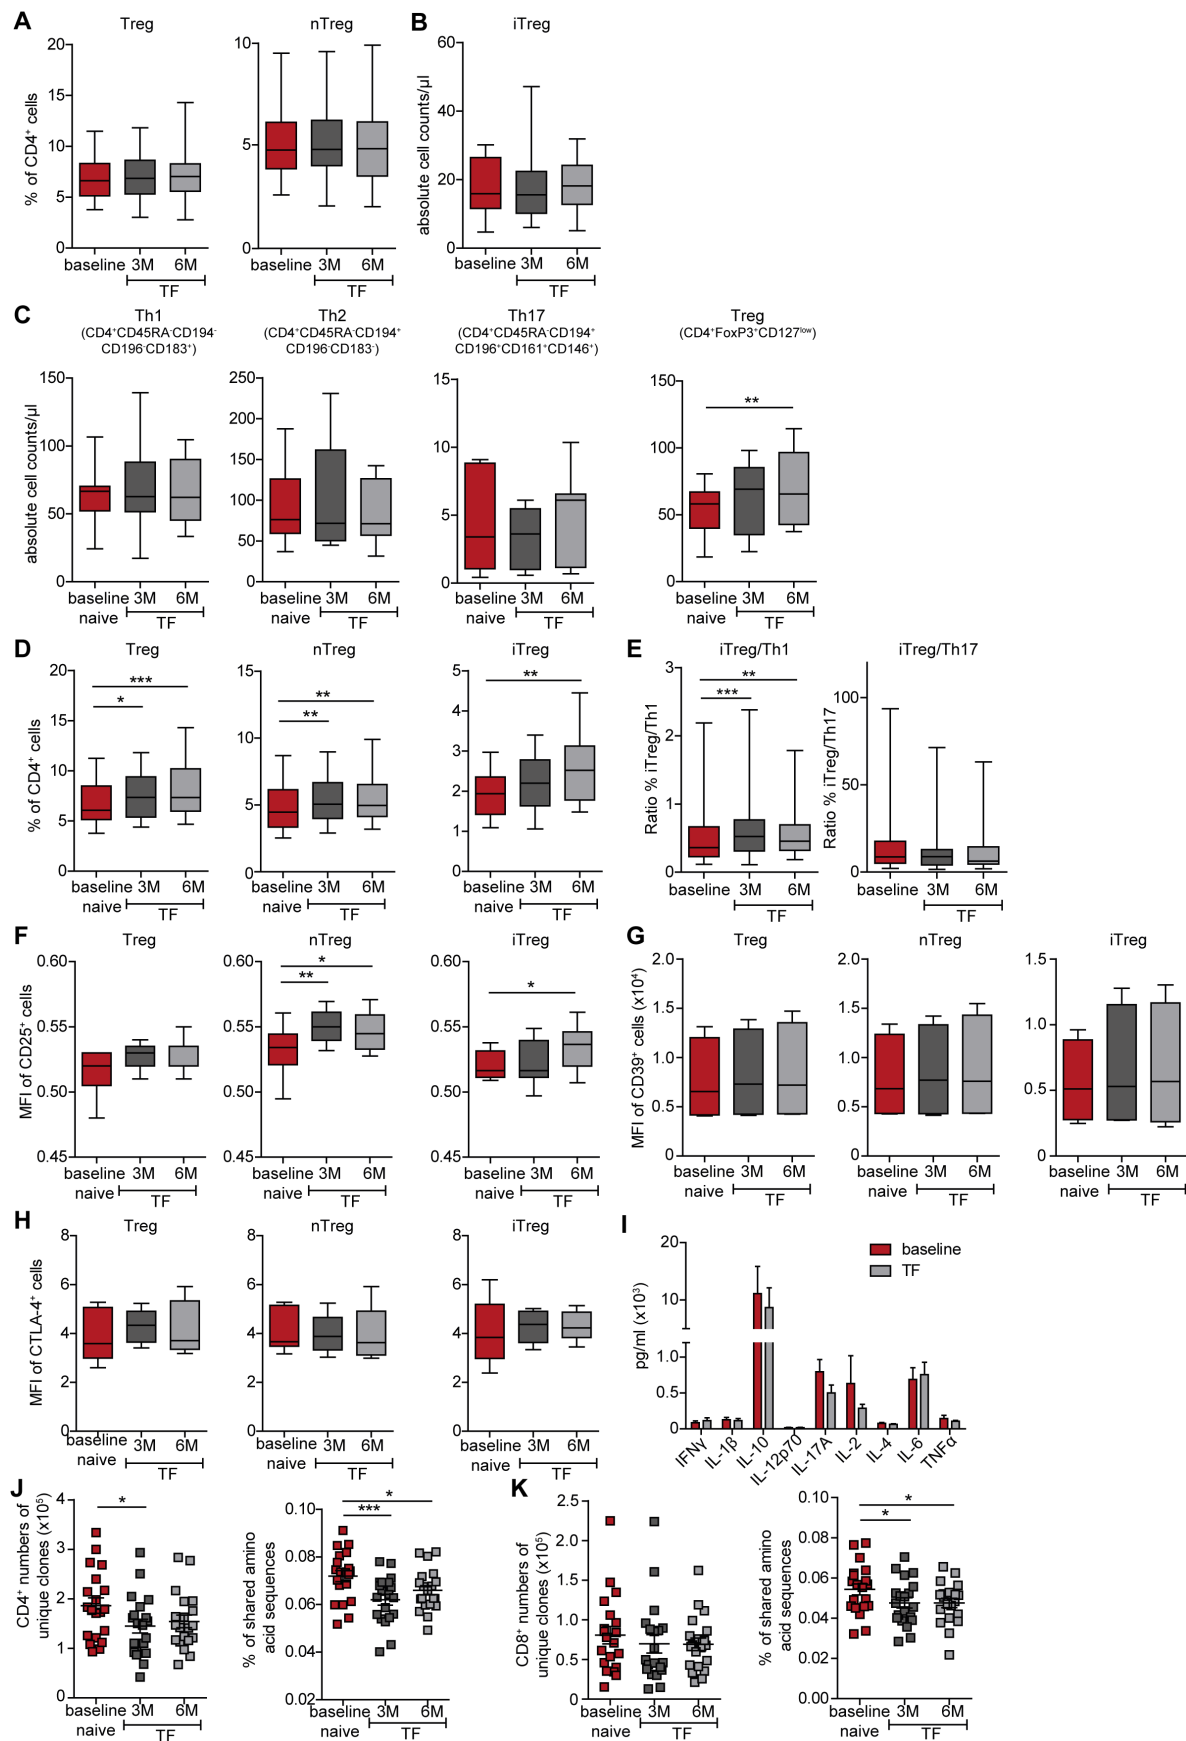 A
Treg
nTreg
B
iTreg
% of CD4⁺ cells
20
15
10
5
0
10
5
0
absolute cell counts/µl
60
40
20
0
baseline 3M 6M
TF
baseline 3M 6M
TF
baseline 3M 6M
TF
C
Th1
(CD4⁺CD45RA⁻CD194⁻
CD196⁻CD183⁺)
Th2
(CD4⁺CD45RA⁻CD194⁺
CD196⁻CD183⁻)
Th17
(CD4⁺CD45RA⁻CD194⁺
CD196⁺CD161⁺CD146⁺)
Treg
(CD4⁺FoxP3⁺CD127ˡᵒʷ)
absolute cell counts/µl
150
100
50
0
250
200
150
100
50
0
15
10
5
0
150
100
50
0
**
baseline 3M 6M
naive TF
baseline 3M 6M
naive TF
baseline 3M 6M
naive TF
baseline 3M 6M
naive TF
D
Treg
nTreg
iTreg
% of CD4⁺ cells
20
15
10
5
0
***
*
15
10
5
0
**
**
5
4
3
2
1
0
**
baseline 3M 6M
naive TF
baseline 3M 6M
naive TF
baseline 3M 6M
naive TF
E
iTreg/Th1
iTreg/Th17
Ratio % iTreg/Th1
3
2
1
0
**
***
Ratio % iTreg/Th17
100
50
0
baseline 3M 6M
TF
baseline 3M 6M
TF
F
Treg
nTreg
iTreg
MFI of CD25⁺ cells
0.60
0.55
0.50
0.45
0.60
0.55
0.50
0.45
*
**
0.60
0.55
0.50
0.45
*
baseline 3M 6M
naive TF
baseline 3M 6M
naive TF
baseline 3M 6M
naive TF
G
Treg
nTreg
iTreg
MFI of CD39⁺ cells (x10⁴)
2.0
1.5
1.0
0.5
0
2.0
1.5
1.0
0.5
0
1.5
1.0
0.5
0
baseline 3M 6M
naive TF
baseline 3M 6M
naive TF
baseline 3M 6M
naive TF
H
Treg
nTreg
iTreg
MFI of CTLA-4⁺ cells
8
6
4
2
0
8
6
4
2
0
8
6
4
2
0
baseline 3M 6M
naive TF
baseline 3M 6M
naive TF
baseline 3M 6M
naive TF
I
baseline
TF
pg/ml (x10³)
20
10
1.0
0.5
0
IFNγ
IL-1β
IL-10
IL-12p70
IL-17A
IL-2
IL-4
IL-6
TNFα
J
CD4⁺ numbers of
unique clones (x10⁵)
4
3
2
1
0
*
% of shared amino
acid sequences
0.10
0.08
0.06
0.04
0.02
*
***
baseline 3M 6M
naive TF
baseline 3M 6M
naive TF
K
CD8⁺ numbers of
unique clones (x10⁵)
2.5
2.0
1.5
1.0
0.5
0
% of shared amino
acid sequences
0.10
0.08
0.06
0.04
0.02
0.00
*
*
baseline 3M 6M
naive TF
baseline 3M 6M
naive TF